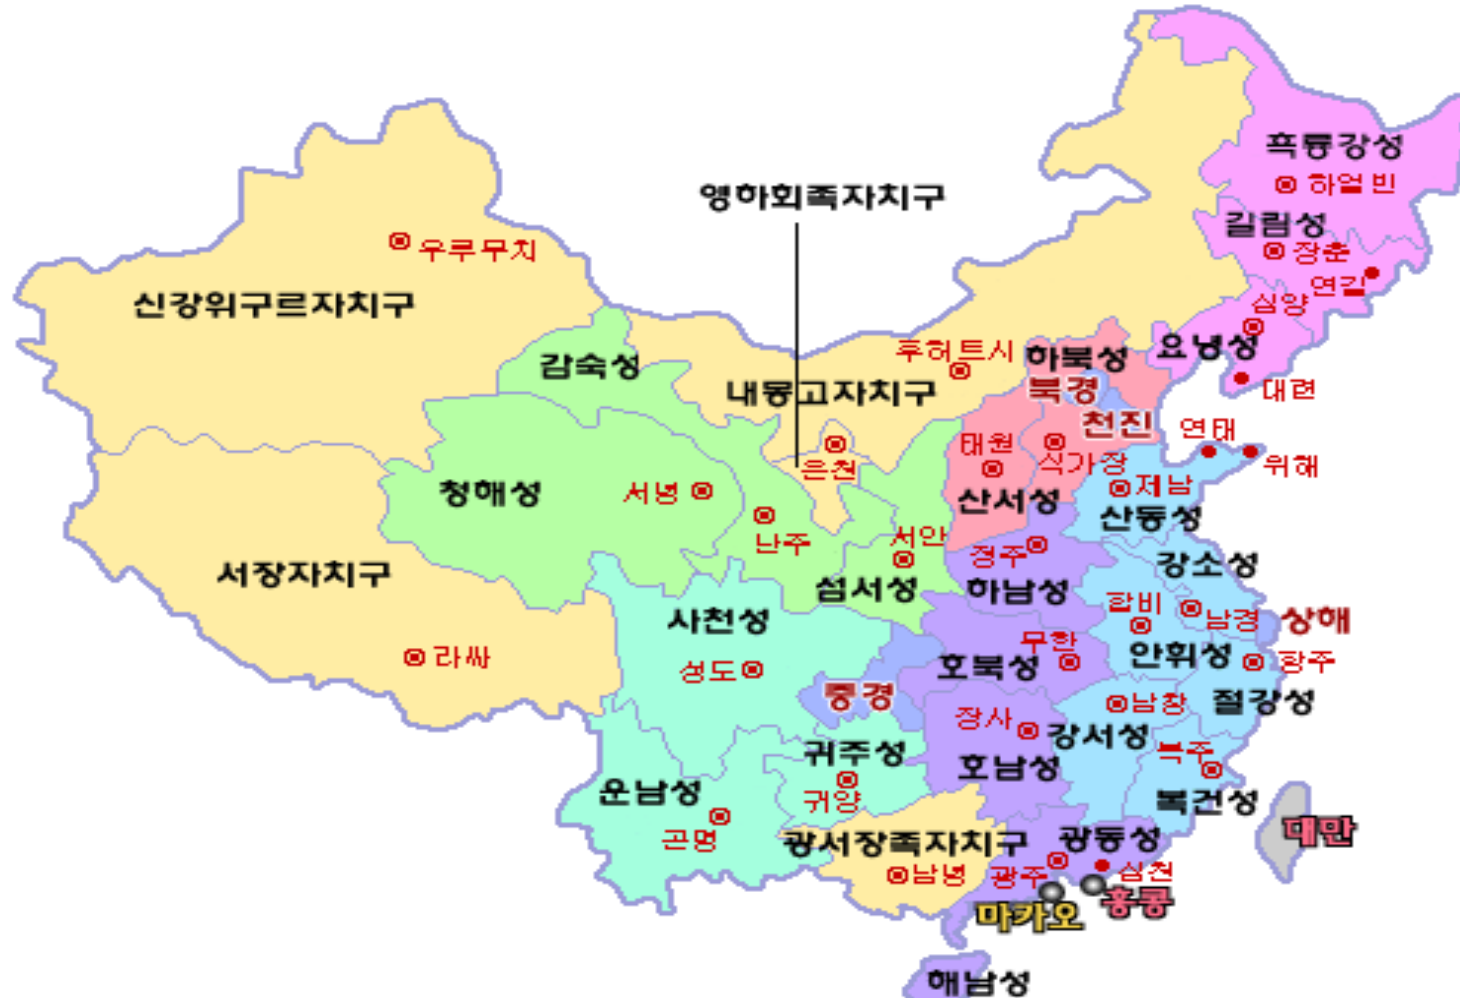 흑룡강성
하얼빈
영하회족자치구
길림성
우루무치
장춘
연길
신강위구르자치구
심양
후허트시
하북성
요녕성
감숙성
내몽고자치구
북경
대련
천진
연태
태원
석가장
위해
은천
청해성
서녕
제남
산서성
산동성
난주
서안
정주
강소성
서장자치구
섬서성
하남성
합비
남경
상해
사천성
무한
라싸
성도
호북성
안휘성
항주
중경
장사
남창
절강성
강서성
귀주성
복주
호남성
운남성
귀양
복건성
곤명
광서장족자치구
광동성
대만
남녕
광주
심천
마카오
홍콩
해남성